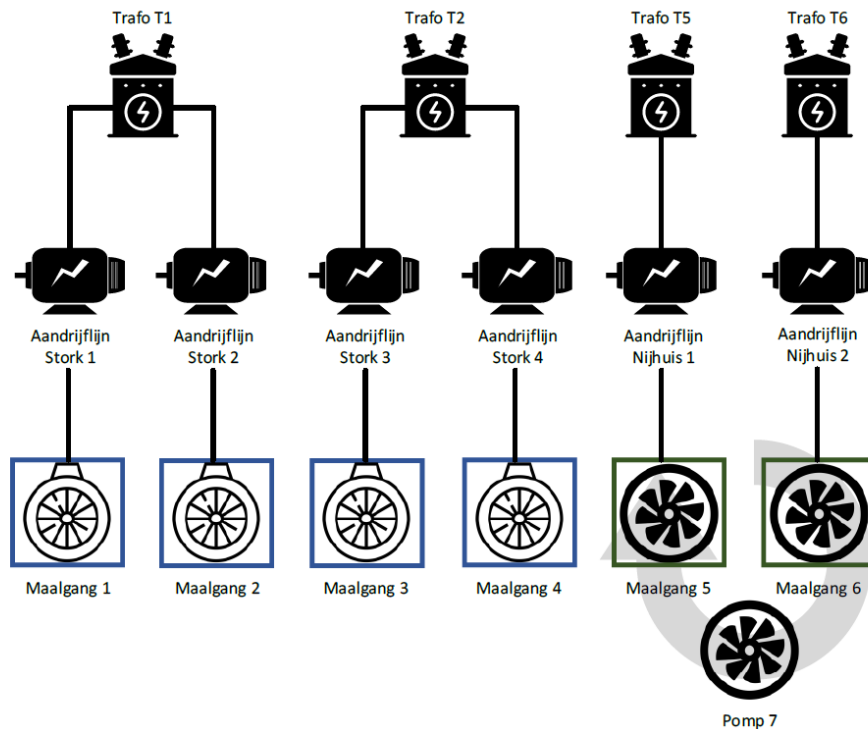 Trafo T1
Trafo T2
Trafo T5
Trafo T6
Aandrijflijn
Stork 1
Aandrijflijn
Stork 2
Aandrijflijn
Stork 3
Aandrijflijn
Stork 4
Aandrijflijn
Nijhuis 1
Aandrijflijn
Nijhuis 2
Maalgang 1
Maalgang 2
Maalgang 3
Maalgang 4
Maalgang 5
Maalgang 6
Pomp 7